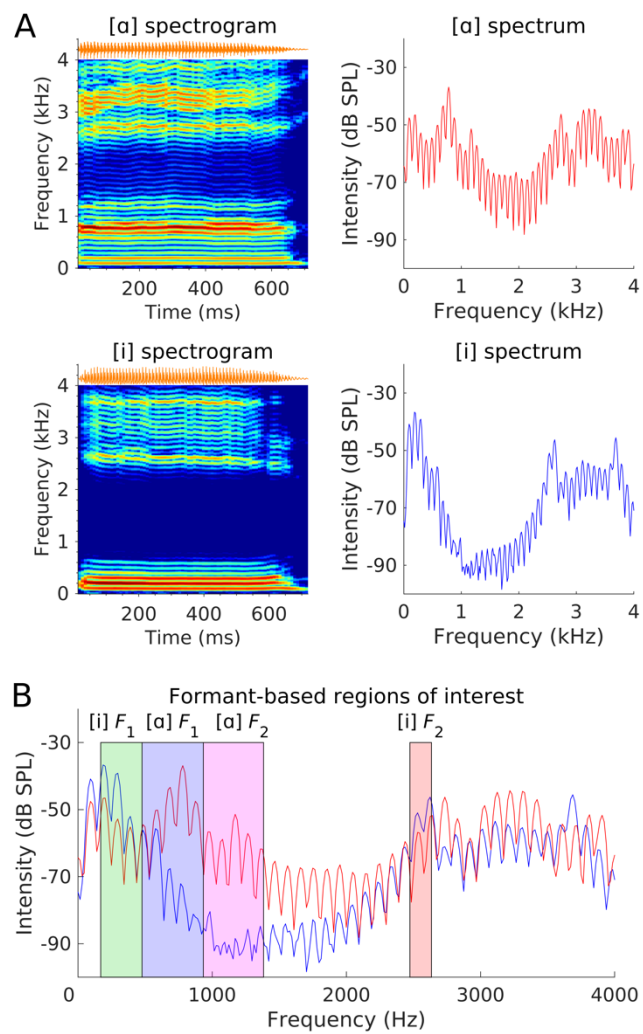 A
[ɑ] spectrogram
[ɑ] spectrum
4
3
2
1
0
Frequency (kHz)
200 400 600
Time (ms)
-30
-50
-70
-90
Intensity (dB SPL)
0 1 2 3 4
Frequency (kHz)
[i] spectrogram
[i] spectrum
4
3
2
1
0
Frequency (kHz)
200 400 600
Time (ms)
-30
-50
-70
-90
Intensity (dB SPL)
0 1 2 3 4
Frequency (kHz)
B
Formant-based regions of interest
[i] F1 [ɑ] F1 [ɑ] F2 [i] F2
-30
-50
-70
-90
Intensity (dB SPL)
0 1000 2000 3000 4000
Frequency (Hz)